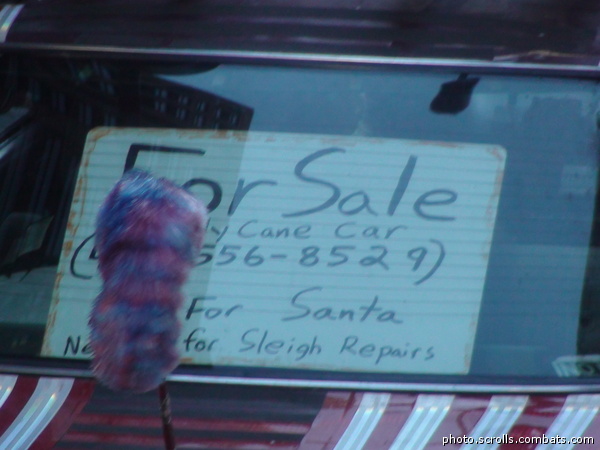 For Sale
Cane Car
556-8529)
For Santa
for Sleigh Repairs
photo.scrolls.combats.com